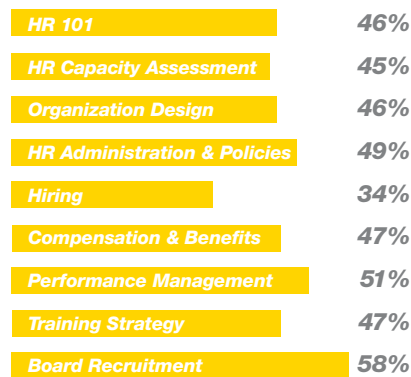 HR 101 46%
HR Capacity Assessment 45%
Organization Design 46%
HR Administration & Policies 49%
Hiring 34%
Compensation & Benefits 47%
Performance Management 51%
Training Strategy 47%
Board Recruitment 58%